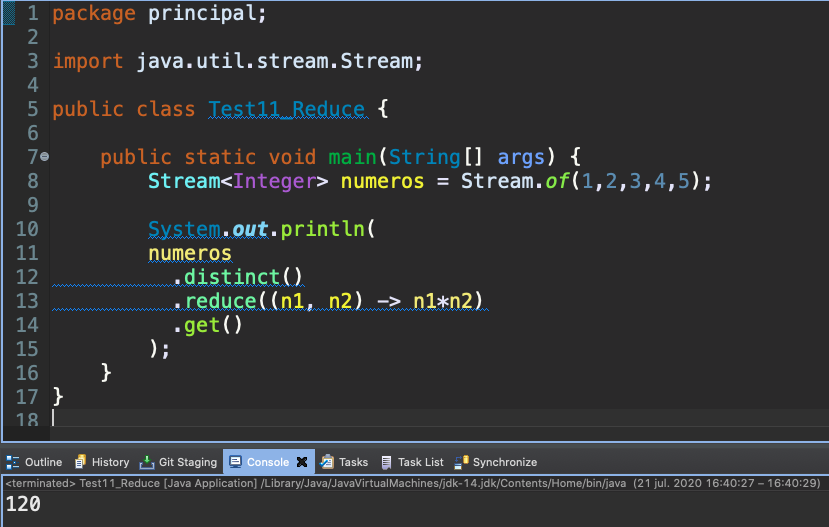 1 package principal;
2
3 import java.util.stream.Stream;
4
5 public class Test11_Reduce {
6
7 public static void main(String[] args) {
8 Stream<Integer> numeros = Stream.of(1,2,3,4,5);
9
10 System.out.println(
11 numeros
12 .distinct()
13 .reduce((n1, n2) -> n1*n2)
14 .get()
15 );
16 }
17 }
18
Outline History Git Staging Console Tasks Task List Synchronize
<terminated> Test11_Reduce [Java Application] /Library/Java/JavaVirtualMachines/jdk-14.jdk/Contents/Home/bin/java (21 jul. 2020 16:40:27 – 16:40:29)
120